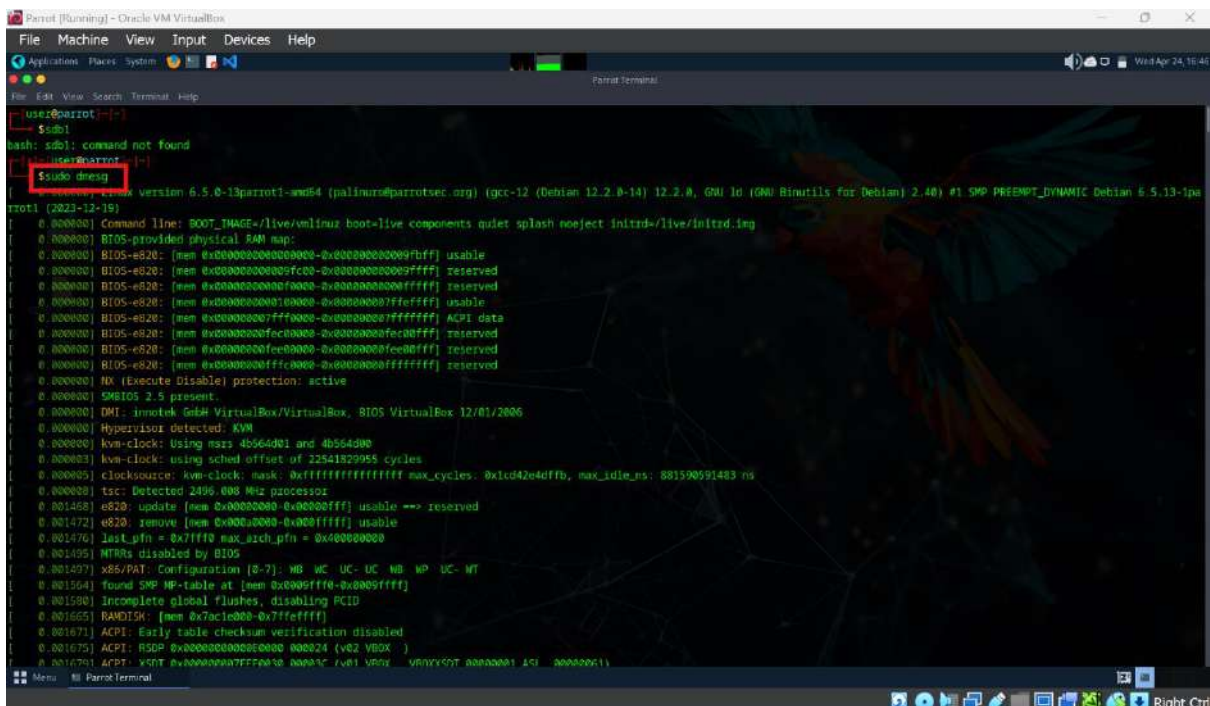 Parrot [Running] - Oracle VM VirtualBox
File Machine View Input Devices Help
Applications Places System
Wed Apr 24, 16:46
Parrot Terminal
File Edit View Search Terminal Help
[user@parrot]-[~]
$sdb1
bash: sdb1: command not found
[user@parrot]-[~]
$sudo dmesg
[ 0.000000] Linux version 6.5.0-13parrot1-amd64 (palinuro@parrotsec.org) (gcc-12 (Debian 12.2.0-14) 12.2.0, GNU ld (GNU Binutils for Debian) 2.40) #1 SMP PREEMPT_DYNAMIC Debian 6.5.13-1pa
rrot1 (2023-12-19)
[ 0.000000] Command line: BOOT_IMAGE=/live/vmlinuz boot=live components quiet splash noeject initrd=/live/initrd.img
[ 0.000000] BIOS-provided physical RAM map:
[ 0.000000] BIOS-e820: [mem 0x0000000000000000-0x000000000009fbff] usable
[ 0.000000] BIOS-e820: [mem 0x000000000009fc00-0x000000000009ffff] reserved
[ 0.000000] BIOS-e820: [mem 0x00000000000f0000-0x00000000000fffff] reserved
[ 0.000000] BIOS-e820: [mem 0x0000000000100000-0x000000007ffeffff] usable
[ 0.000000] BIOS-e820: [mem 0x000000007fff0000-0x000000007fffffff] ACPI data
[ 0.000000] BIOS-e820: [mem 0x00000000fec00000-0x00000000fec00fff] reserved
[ 0.000000] BIOS-e820: [mem 0x00000000fee00000-0x00000000fee00fff] reserved
[ 0.000000] BIOS-e820: [mem 0x00000000fffc0000-0x00000000ffffffff] reserved
[ 0.000000] NX (Execute Disable) protection: active
[ 0.000000] SMBIOS 2.5 present.
[ 0.000000] DMI: innotek GmbH VirtualBox/VirtualBox, BIOS VirtualBox 12/01/2006
[ 0.000000] Hypervisor detected: KVM
[ 0.000000] kvm-clock: Using msrs 4b564d01 and 4b564d00
[ 0.000003] kvm-clock: using sched offset of 22541829955 cycles
[ 0.000005] clocksource: kvm-clock: mask: 0xffffffffffffffff max_cycles: 0x1cd42e4dffb, max_idle_ns: 881590591483 ns
[ 0.000008] tsc: Detected 2496.008 MHz processor
[ 0.001468] e820: update [mem 0x00000000-0x00000fff] usable ==> reserved
[ 0.001472] e820: remove [mem 0x000a0000-0x000fffff] usable
[ 0.001476] last_pfn = 0x7fff0 max_arch_pfn = 0x400000000
[ 0.001495] MTRRs disabled by BIOS
[ 0.001497] x86/PAT: Configuration [0-7]: WB WC UC- UC WB WP UC- WT
[ 0.001564] found SMP MP-table at [mem 0x0009fff0-0x0009ffff]
[ 0.001580] Incomplete global flushes, disabling PCID
[ 0.001665] RAMDISK: [mem 0x7ac1e000-0x7ffeffff]
[ 0.001671] ACPI: Early table checksum verification disabled
[ 0.001675] ACPI: RSDP 0x00000000000E0000 000024 (v02 VBOX )
[ 0.001679] ACPI: XSDT 0x000000007FFF0030 00003C (v01 VBOX VBOXXSDT 00000001 ASL 00000061)
Menu Parrot Terminal
Right Ctrl